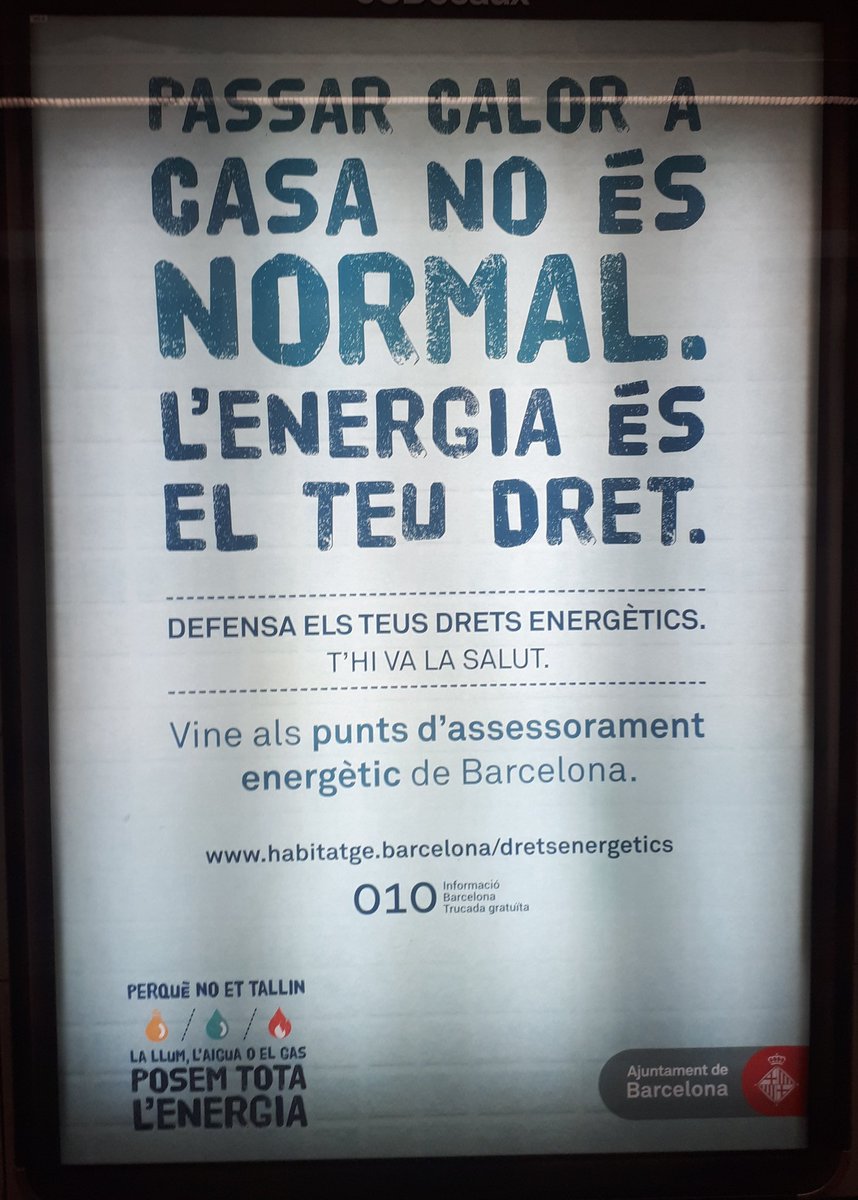 PASSAR CALOR A
CASA NO ÉS
NORMAL.
L'ENERGIA ÉS
EL TEU DRET.
DEFENSA ELS TEUS DRETS ENERGÈTICS.
T'HI VA LA SALUT.
Vine als punts d'assessorament
energètic de Barcelona.
www.habitatge.barcelona/dretsenergetics
010 Informació
Barcelona
Trucada gratuïta
PERQUÈ NO ET TALLIN
LA LLUM, L'AIGUA O EL GAS
POSEM TOTA
L'ENERGIA
Ajuntament de
Barcelona